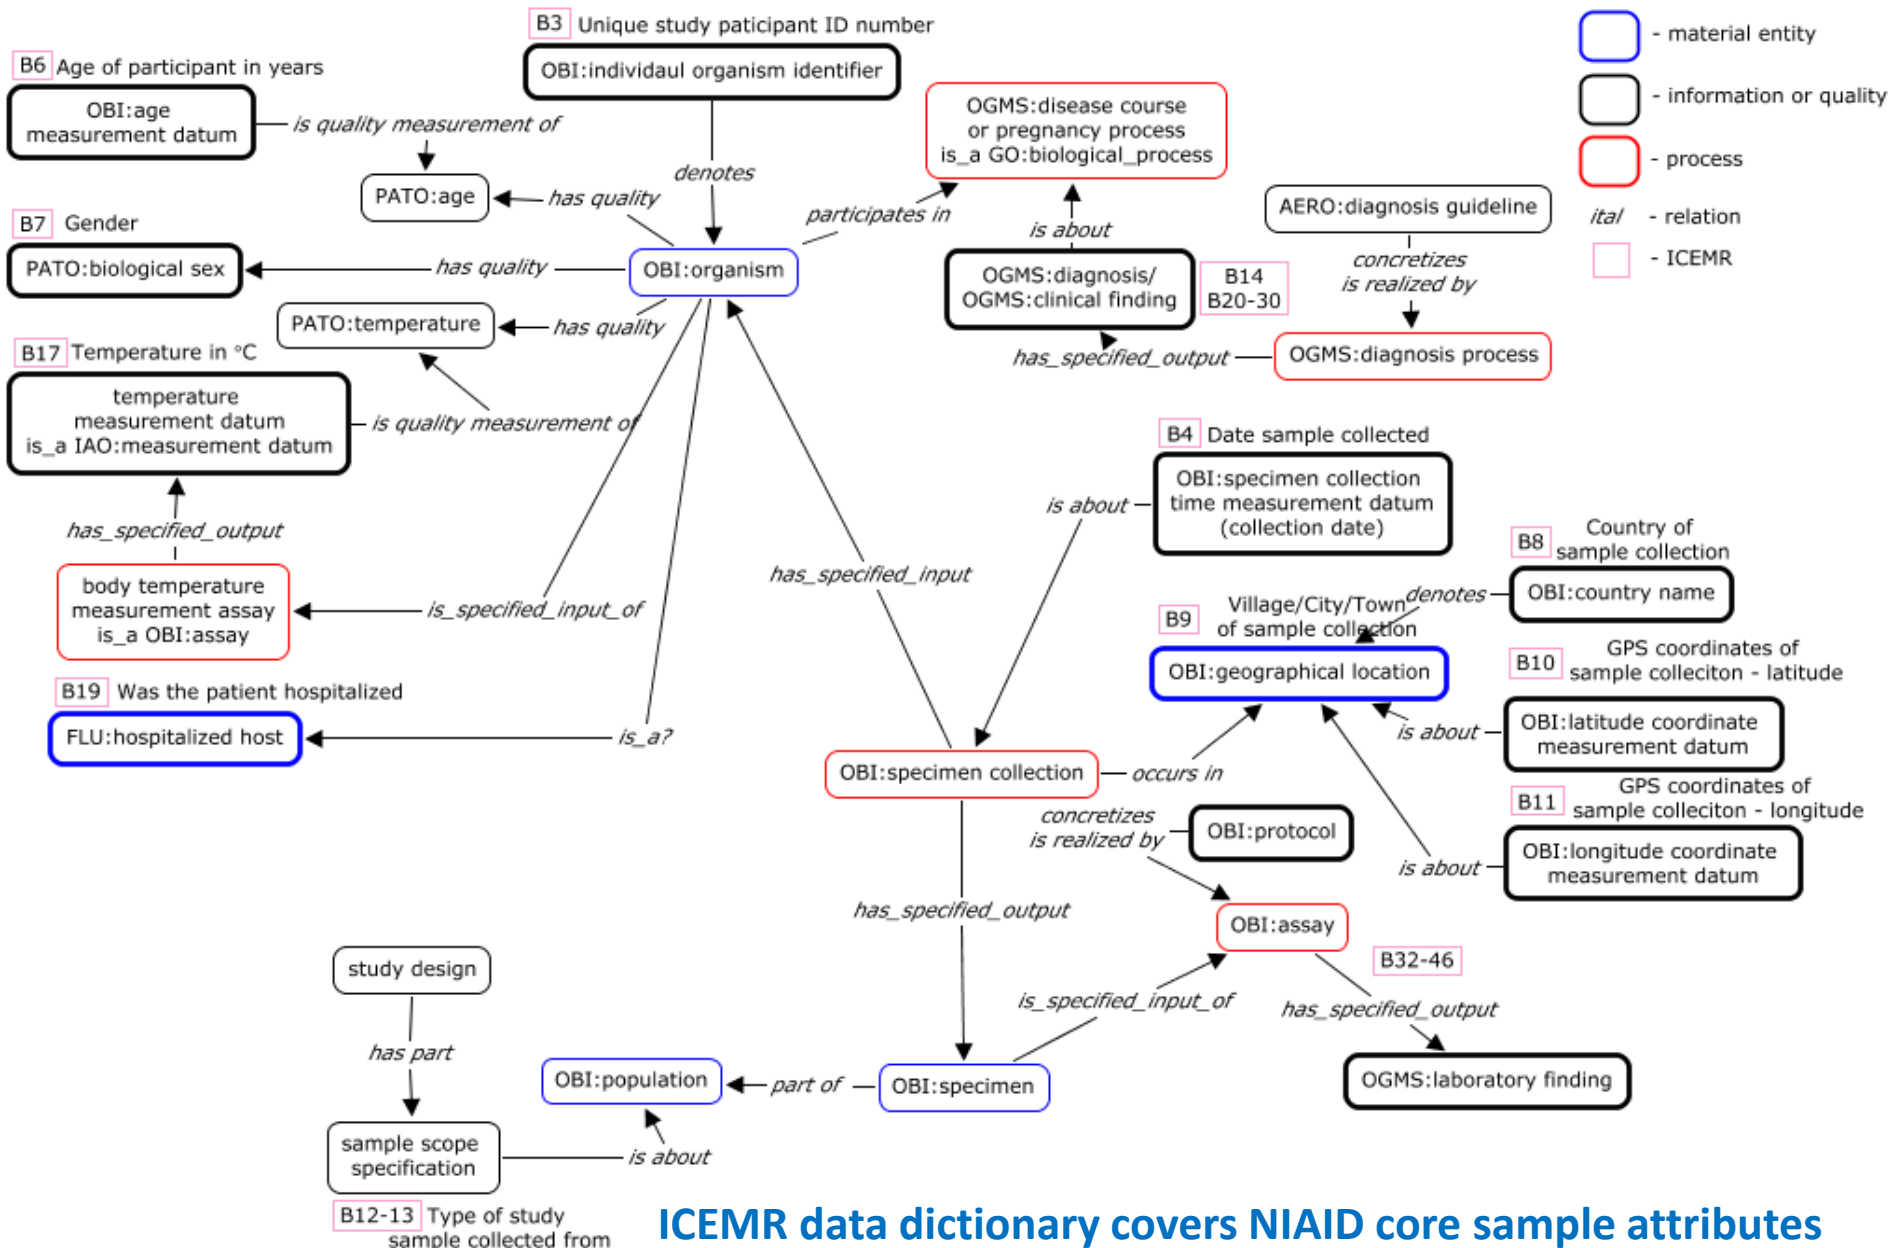 B3 Unique study paticipant ID number
OBI:individaul organism identifier
B6 Age of participant in years
OBI:age
measurement datum
is quality measurement of
PATO:age
has quality
denotes
B7 Gender
PATO:biological sex
has quality
OBI:organism
participates in
OGMS:disease course
or pregnancy process
is_a GO:biological_process
is about
OGMS:diagnosis/
OGMS:clinical finding
B14
B20-30
AERO:diagnosis guideline
concretizes
is realized by
OGMS:diagnosis process
has_specified_output
- material entity
- information or quality
- process
ital - relation
- ICEMR
PATO:temperature
has quality
B17 Temperature in °C
temperature
measurement datum
is_a IAO:measurement datum
is quality measurement of
has_specified_output
body temperature
measurement assay
is_a OBI:assay
is_specified_input_of
B19 Was the patient hospitalized
FLU:hospitalized host
is_a?
has_specified_input
B4 Date sample collected
OBI:specimen collection
time measurement datum
(collection date)
is about
B8 Country of
sample collection
OBI:country name
denotes
B9 Village/City/Town
of sample collection
OBI:geographical location
B10 GPS coordinates of
sample colleciton - latitude
OBI:latitude coordinate
measurement datum
is about
B11 GPS coordinates of
sample colleciton - longitude
OBI:longitude coordinate
measurement datum
is about
OBI:specimen collection
occurs in
concretizes
is realized by
OBI:protocol
has_specified_output
OBI:assay
B32-46
has_specified_output
is_specified_input_of
OGMS:laboratory finding
study design
has part
OBI:population
part of
OBI:specimen
sample scope
specification
is about
B12-13 Type of study
sample collected from
ICEMR data dictionary covers NIAID core sample attributes